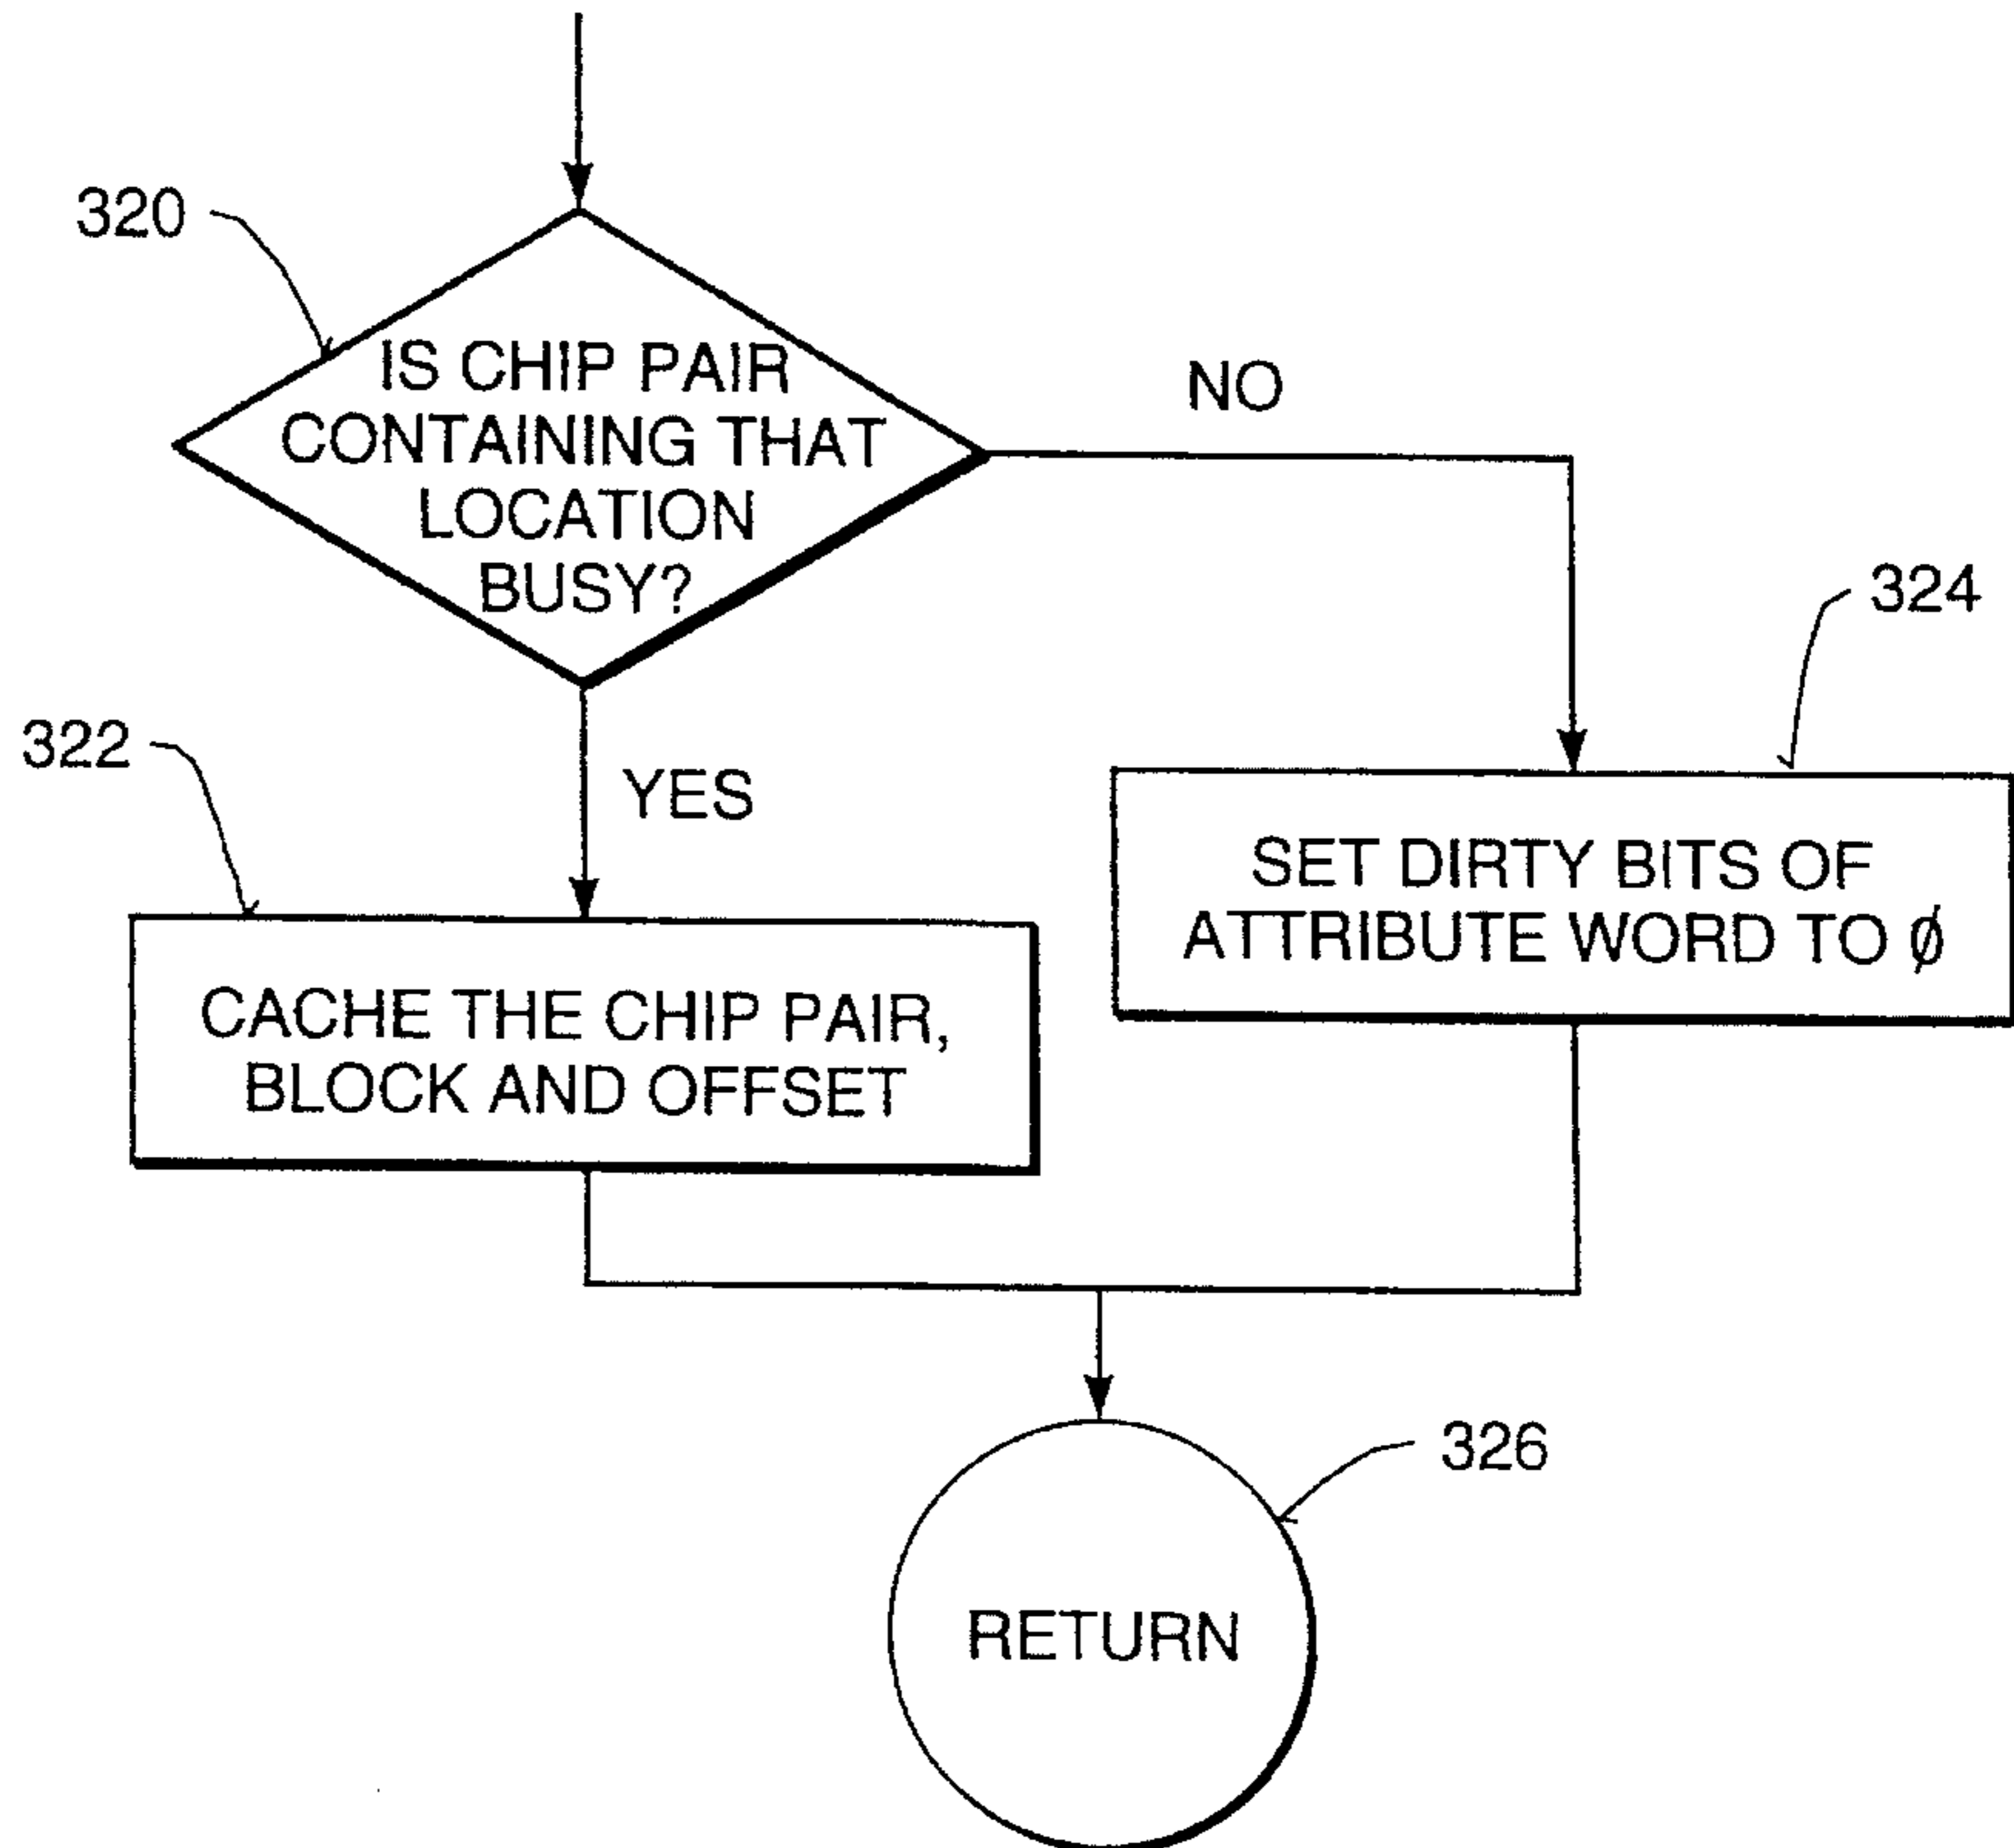 320
IS CHIP PAIR
CONTAINING THAT
LOCATION
BUSY?
NO
324
322
YES
SET DIRTY BITS OF
ATTRIBUTE WORD TO Ø
CACHE THE CHIP PAIR,
BLOCK AND OFFSET
326
RETURN